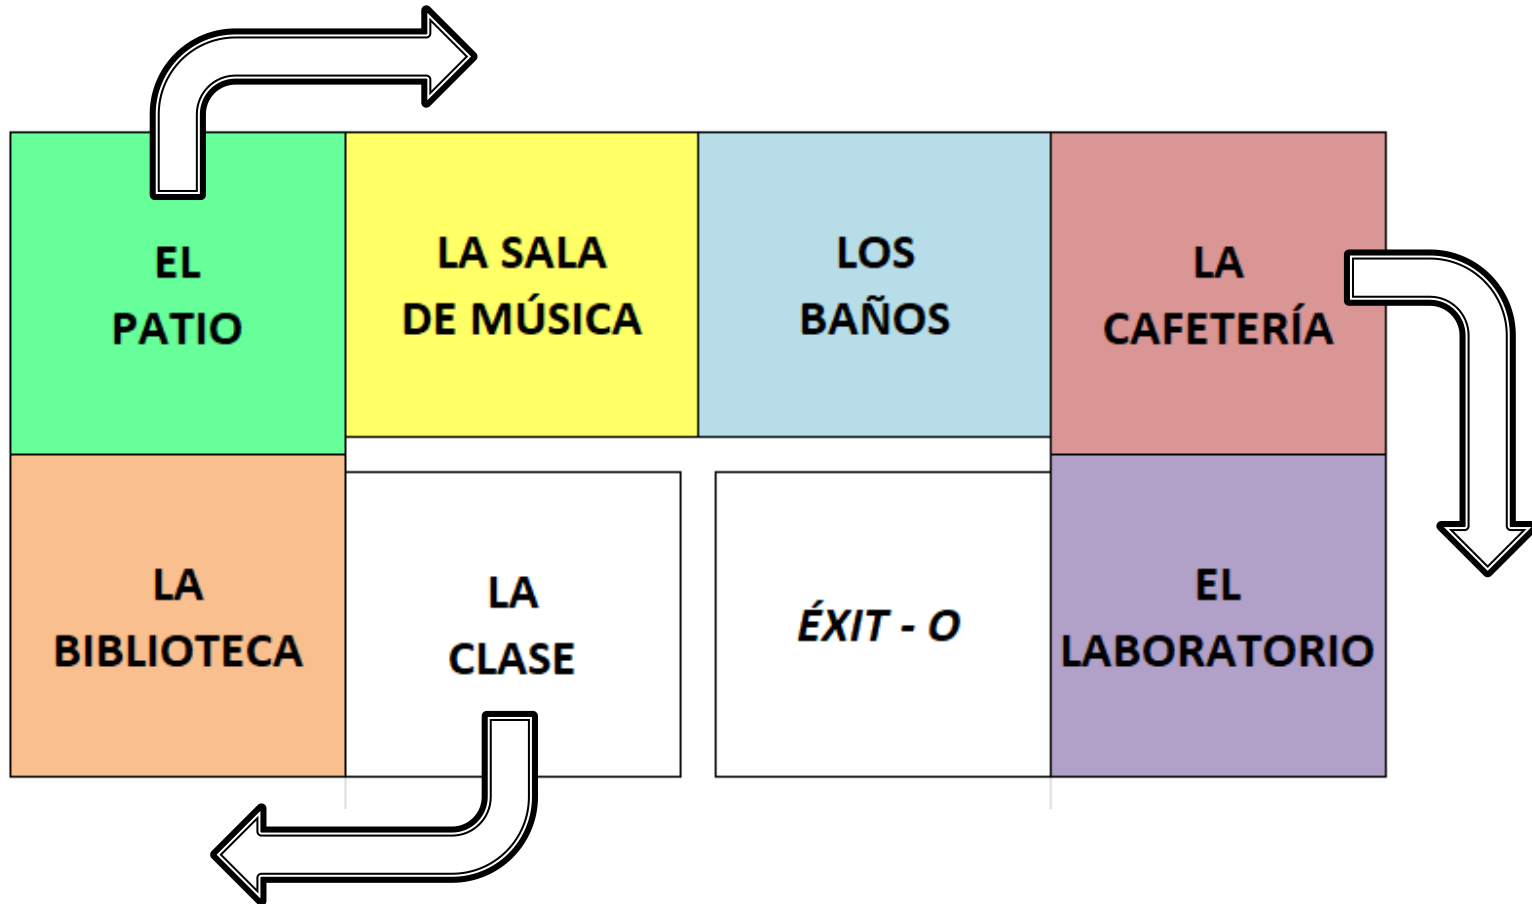 EL
PATIO
LA SALA
DE MÚSICA
LOS
BAÑOS
LA
CAFETERÍA
LA
BIBLIOTECA
LA
CLASE
ÉXIT - O
EL
LABORATORIO